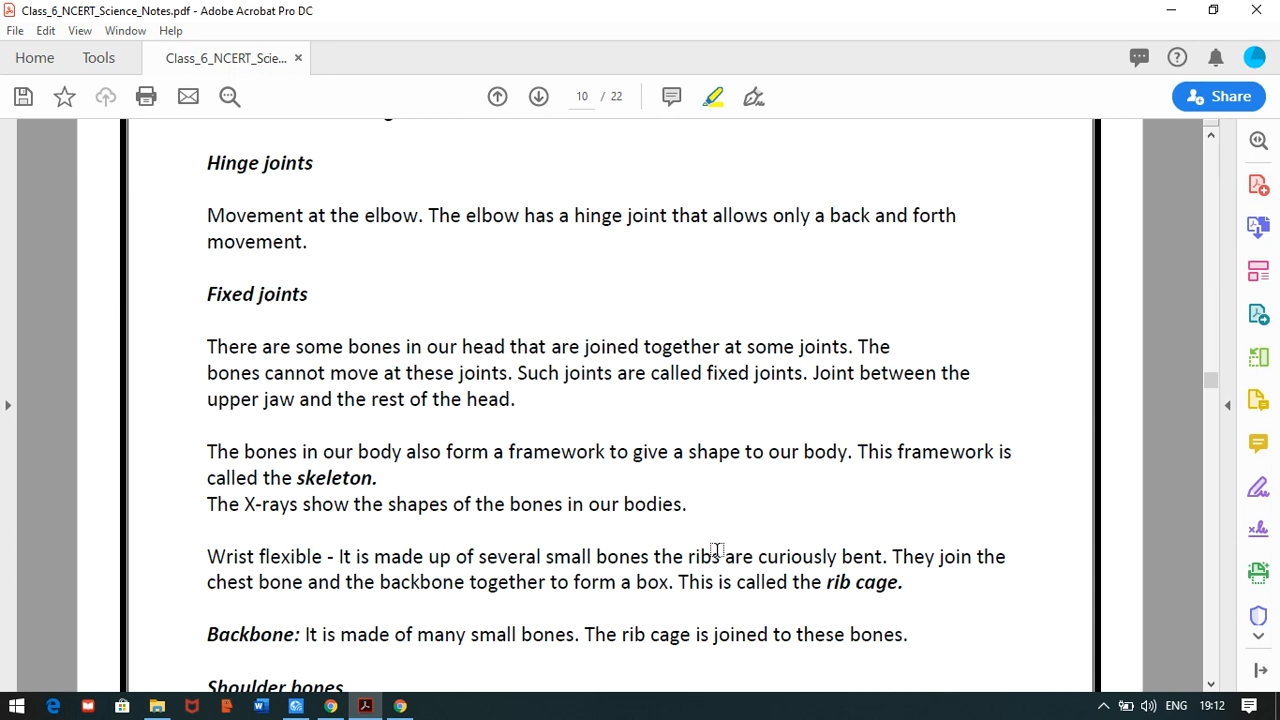 Class_6_NCERT_Science_Notes.pdf - Adobe Acrobat Pro DC
File Edit View Window Help
Home Tools Class_6_NCERT_Scie... ×
10 / 22
Share
Hinge joints
Movement at the elbow. The elbow has a hinge joint that allows only a back and forth
movement.
Fixed joints
There are some bones in our head that are joined together at some joints. The
bones cannot move at these joints. Such joints are called fixed joints. Joint between the
upper jaw and the rest of the head.
The bones in our body also form a framework to give a shape to our body. This framework is
called the skeleton.
The X-rays show the shapes of the bones in our bodies.
Wrist flexible - It is made up of several small bones the ribs are curiously bent. They join the
chest bone and the backbone together to form a box. This is called the rib cage.
Backbone: It is made of many small bones. The rib cage is joined to these bones.
Shoulder bones
ENG 19:12